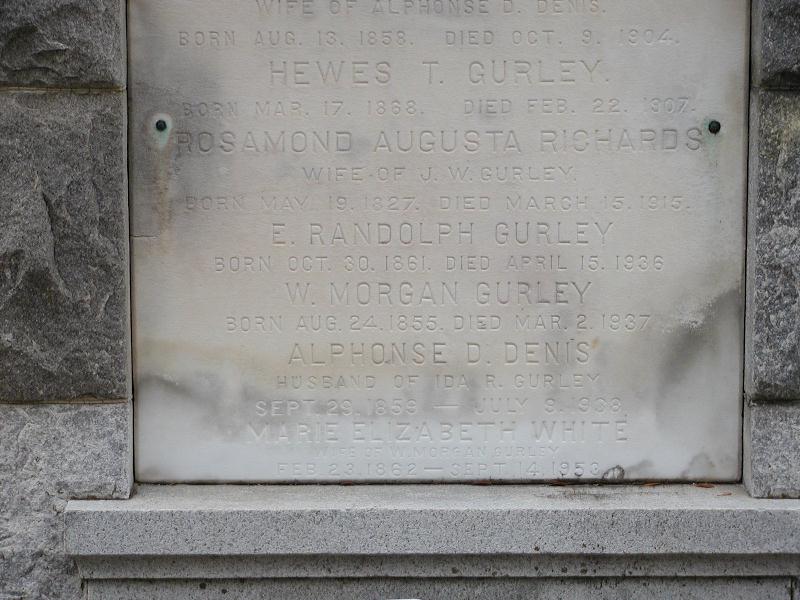 WIFE OF ALPHONSE D. DENIS.
BORN AUG. 13. 1858. DIED OCT. 9. 1904.
HEWES T. GURLEY.
BORN MAR. 17. 1868. DIED FEB. 22. 1907.
ROSAMOND AUGUSTA RICHARDS
WIFE OF J. W. GURLEY.
BORN MAY. 19. 1827. DIED MARCH 15. 1915.
E. RANDOLPH GURLEY
BORN OCT. 30. 1861. DIED APRIL 15. 1936
W. MORGAN GURLEY
BORN AUG. 24. 1855. DIED MAR. 2. 1937
ALPHONSE D. DENIS
HUSBAND OF IDA R. GURLEY
SEPT. 29. 1859 — JULY 9. 1938
MARIE ELIZABETH WHITE
WIFE OF W. MORGAN GURLEY
FEB. 23. 1862 — SEPT. 14. 1953